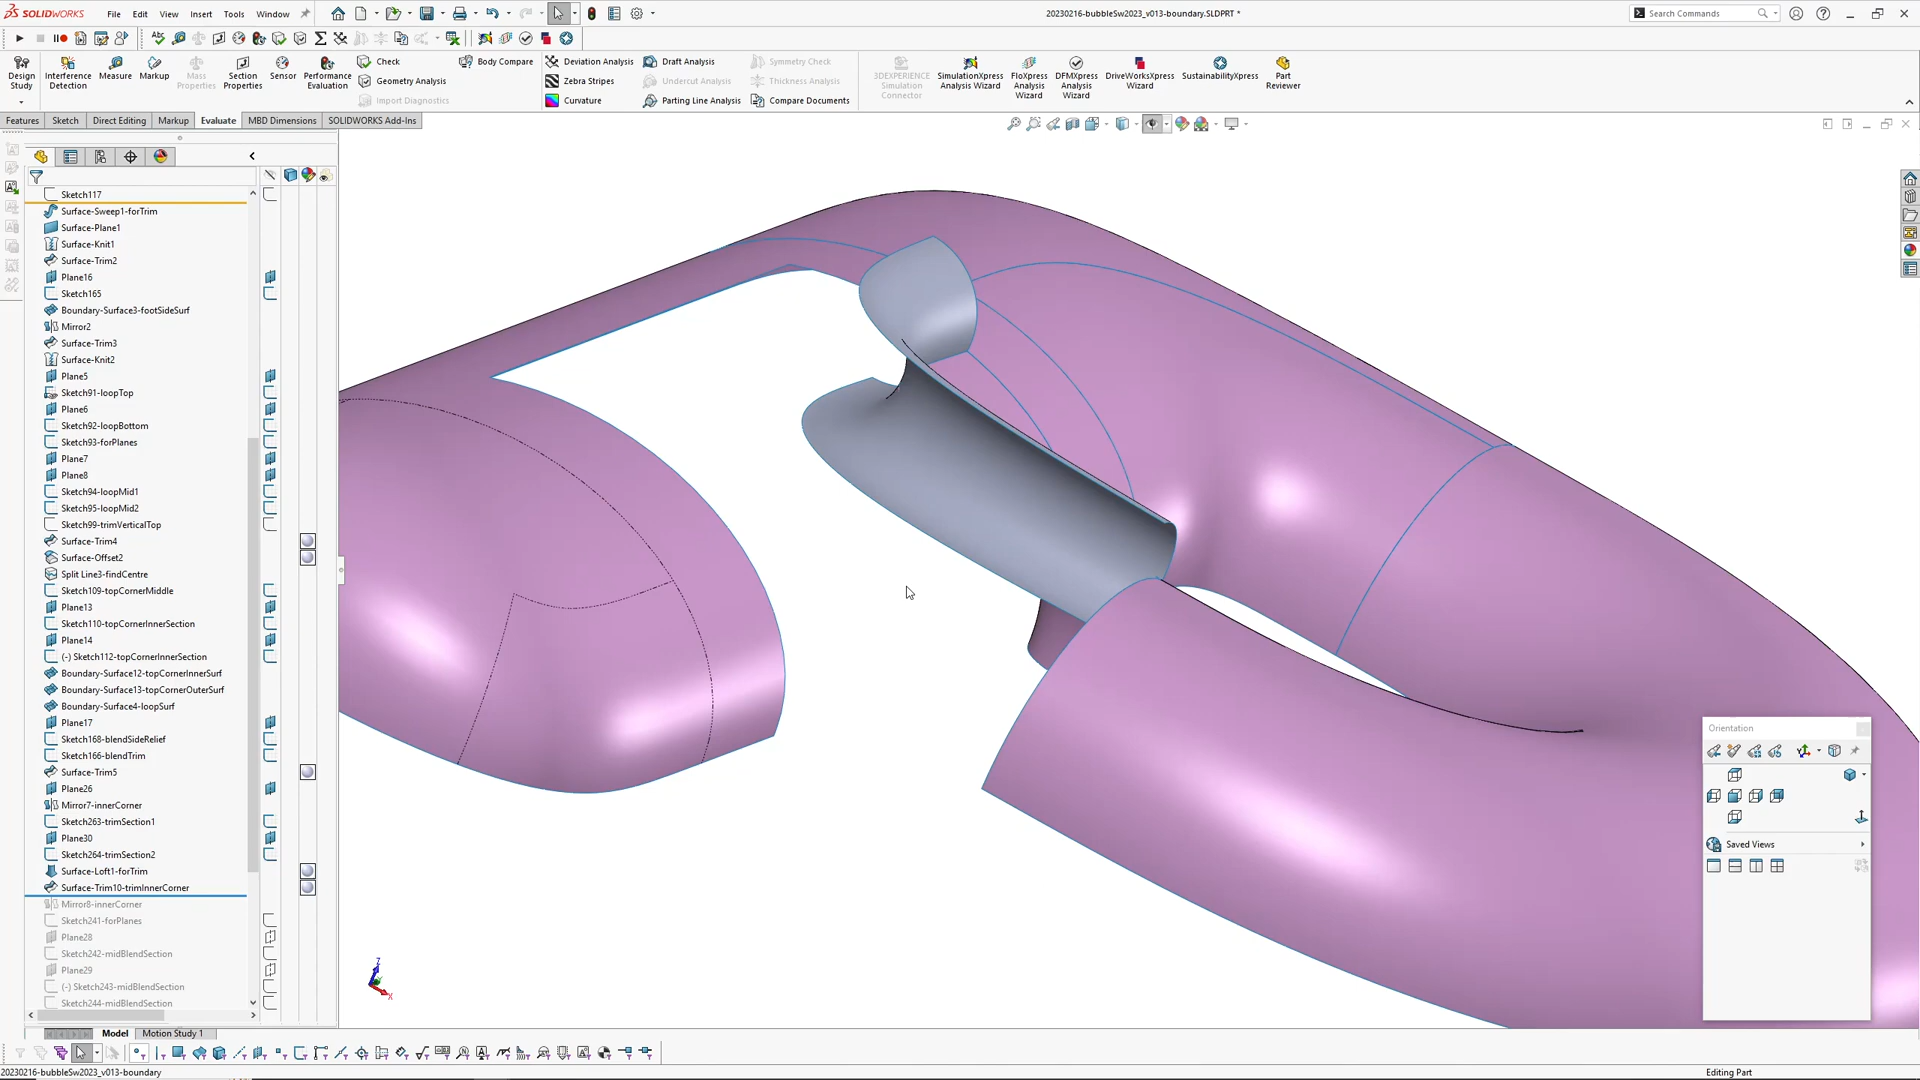 SOLIDWORKS File Edit View Insert Tools Window 20230216-bubbleSw2023_v013-boundary.SLDPRT * Search Commands
Design Study
Interference Detection
Measure
Markup
Mass Properties
Section Properties
Sensor
Performance Evaluation
Check
Geometry Analysis
Import Diagnostics
Body Compare
Deviation Analysis
Zebra Stripes
Curvature
Draft Analysis
Undercut Analysis
Parting Line Analysis
Symmetry Check
Thickness Analysis
Compare Documents
3DEXPERIENCE Simulation Connector
SimulationXpress Analysis Wizard
FloXpress Analysis Wizard
DFMXpress Analysis Wizard
DriveWorksXpress Wizard
SustainabilityXpress
Part Reviewer
Features Sketch Direct Editing Markup Evaluate MBD Dimensions SOLIDWORKS Add-Ins
Sketch117
Surface-Sweep1-forTrim
Surface-Plane1
Surface-Knit1
Surface-Trim2
Plane16
Sketch165
Boundary-Surface3-footSideSurf
Mirror2
Surface-Trim3
Surface-Knit2
Plane5
Sketch91-loopTop
Plane6
Sketch92-loopBottom
Sketch93-forPlanes
Plane7
Plane8
Sketch94-loopMid1
Sketch95-loopMid2
Sketch99-trimVerticalTop
Surface-Trim4
Surface-Offset2
Split Line3-findCentre
Sketch109-topCornerMiddle
Plane13
Sketch110-topCornerInnerSection
Plane14
(-) Sketch112-topCornerInnerSection
Boundary-Surface12-topCornerInnerSurf
Boundary-Surface13-topCornerOuterSurf
Boundary-Surface4-loopSurf
Plane17
Sketch168-blendSideRelief
Sketch166-blendTrim
Surface-Trim5
Plane26
Mirror7-innerCorner
Sketch263-trimSection1
Plane30
Sketch264-trimSection2
Surface-Loft1-forTrim
Surface-Trim10-trimInnerCorner
Mirror8-innerCorner
Sketch241-forPlanes
Plane28
Sketch242-midBlendSection
Plane29
(-) Sketch243-midBlendSection
Sketch244-midBlendSection
Orientation
Saved Views
Z
X
Model Motion Study 1
20230216-bubbleSw2023_v013-boundary Editing Part